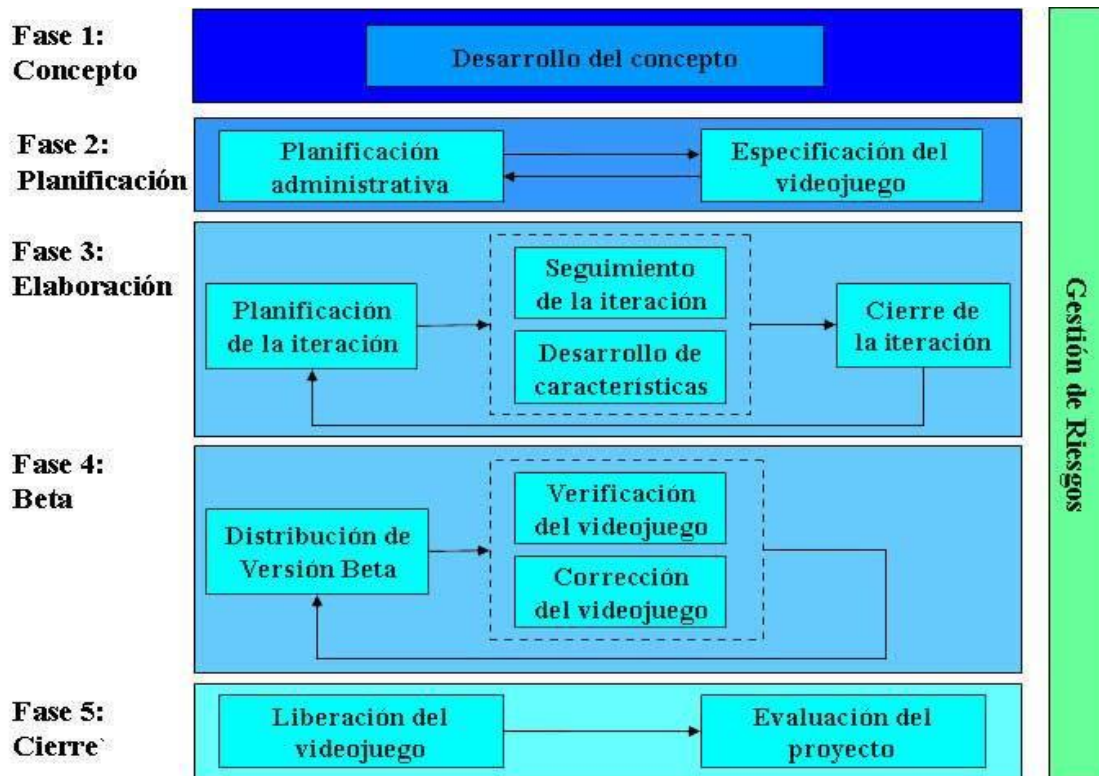 Fase 1:
Concepto
Desarrollo del concepto
Fase 2:
Planificación
Planificación
administrativa
Especificación del
videojuego
Fase 3:
Elaboración
Planificación
de la iteración
Seguimiento
de la iteración
Desarrollo de
características
Cierre de
la iteración
Fase 4:
Beta
Distribución de
Versión Beta
Verificación
del videojuego
Corrección
del videojuego
Fase 5:
Cierre`
Liberación del
videojuego
Evaluación del
proyecto
Gestión de Riesgos